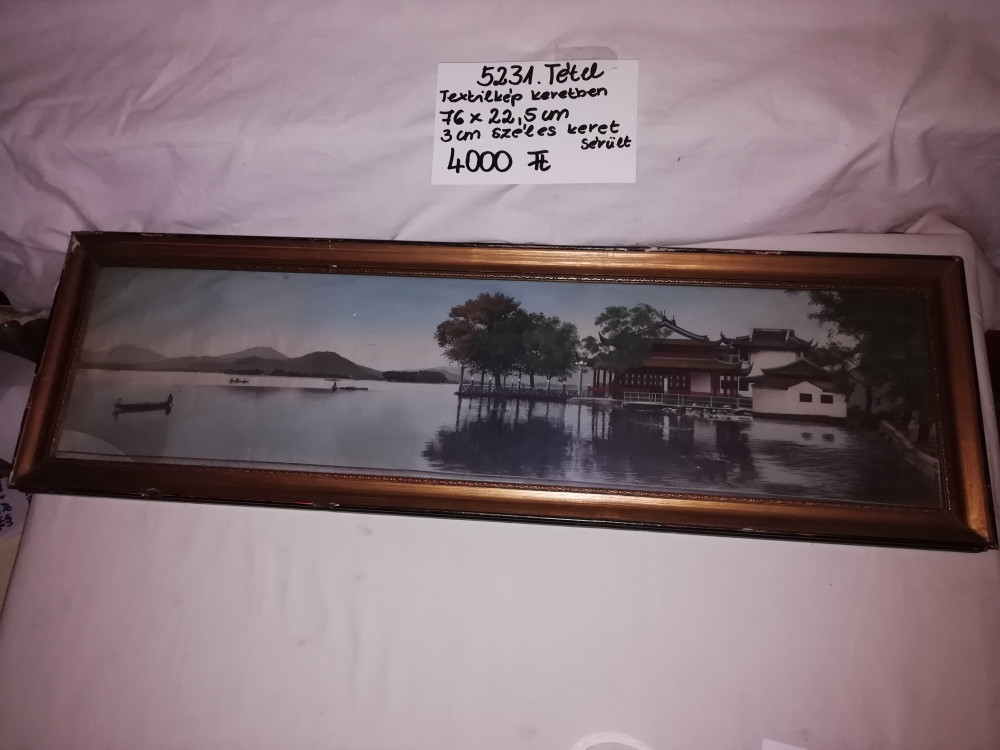 5231. Tétel
Textilkép keretben
76 x 22,5 cm
3 cm széles keret
sérült
4000 Ft